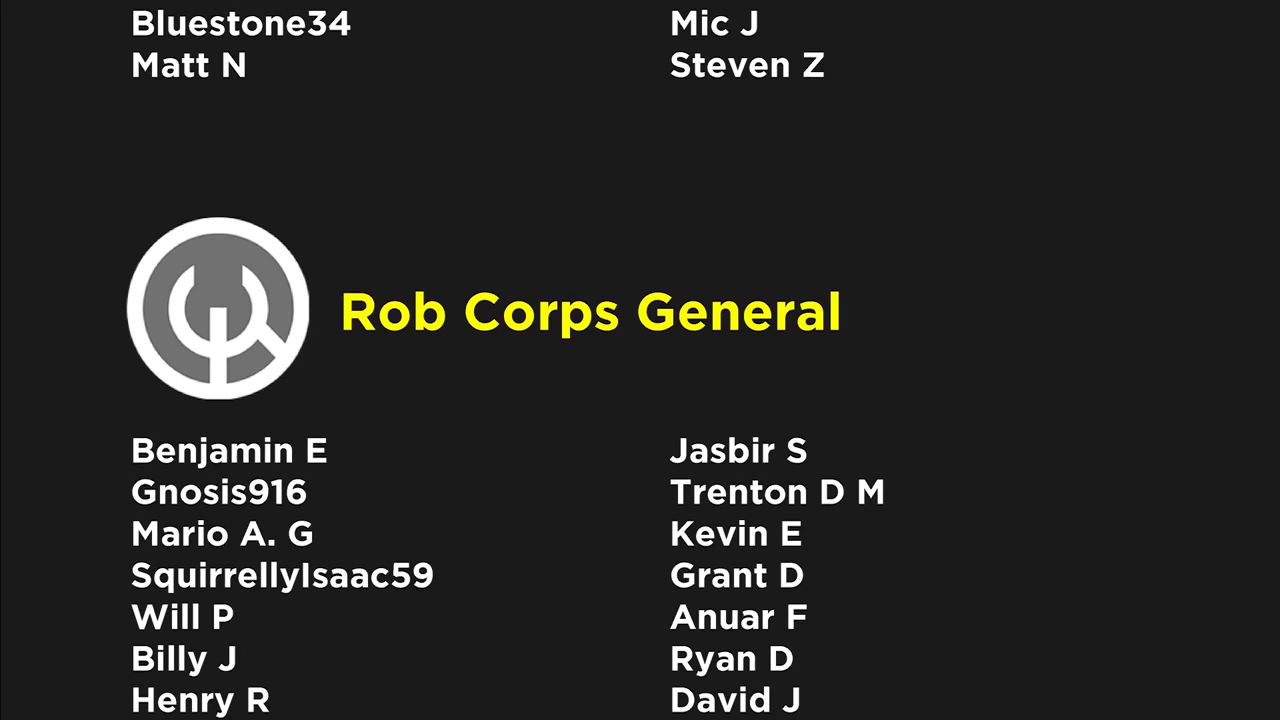 Bluestone34 Mic J
Matt N Steven Z
Rob Corps General
Benjamin E Jasbir S
Gnosis916 Trenton D M
Mario A. G Kevin E
SquirrellyIsaac59 Grant D
Will P Anuar F
Billy J Ryan D
Henry R David J